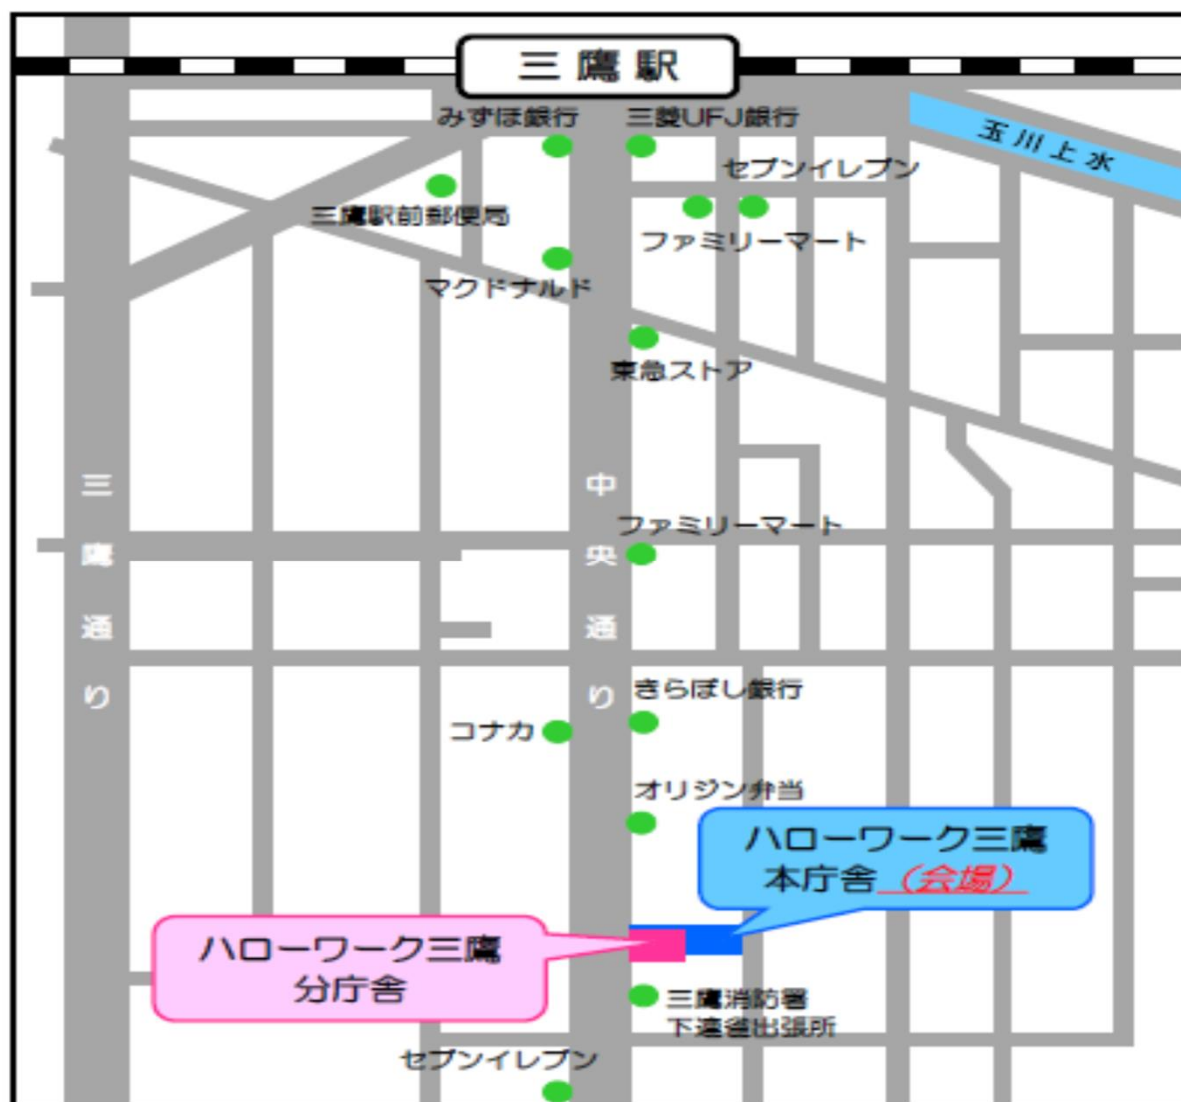 三鷹駅
みずほ銀行
三菱UFJ銀行
玉川上水
セブンイレブン
三鷹駅前郵便局
ファミリーマート
マクドナルド
東急ストア
三鷹通り
中央通り
ファミリーマート
きらぼし銀行
コナカ
オリジン弁当
ハローワーク三鷹
本庁舎（会場）
ハローワーク三鷹
分庁舎
三鷹消防署
下連雀出張所
セブンイレブン